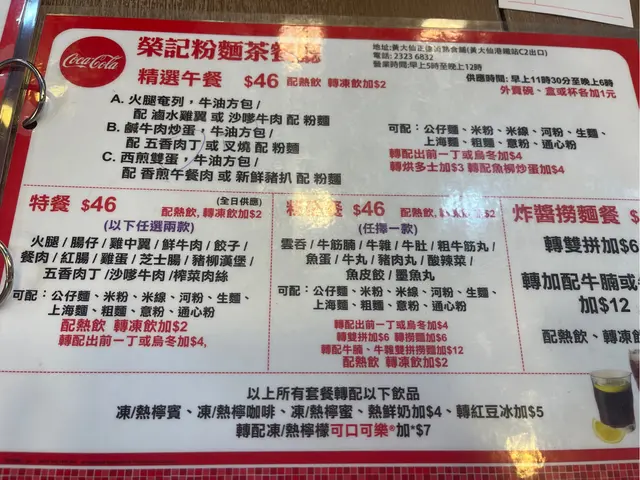 Coca-Cola
榮記粉麵茶餐廳
地址:黃大仙正德街熟食舖(黃大仙港鐵站C2出口)
電話: 2323 6832
營業時間:早上5時至晚上12時
精選午餐 $46 配熱飲 轉凍飲加$2
供應時間: 早上11時30分至晚上6時
外賣碗、盒或杯各加1元
A. 火腿奄列，牛油方包 /
配 滷水雞翼 或 沙嗲牛肉 配 粉麵
B. 鹹牛肉炒蛋，牛油方包 /
配 五香肉丁 或 叉燒 配 粉麵
C. 西煎雙蛋，牛油方包 /
配 香煎午餐肉 或 新鮮豬扒 配 粉麵
可配：公仔麵、米粉、米線、河粉、生麵、
上海麵、粗麵、意粉、通心粉
轉配出前一丁或烏冬加$4
轉烘多士加$3 轉配魚柳炒蛋加$4
特餐 $46 (全日供應)
配熱飲, 轉凍飲加$2
(以下任選兩款)
火腿 / 腸仔 / 雞中翼 / 鮮牛肉 / 餃子 /
餐肉 / 紅腸 / 雞蛋 / 芝士腸 / 豬柳漢堡 /
五香肉丁 /沙嗲牛肉 / 榨菜肉絲
可配：公仔麵、米粉、米線、河粉、生麵、
上海麵、粗麵、意粉、通心粉
配熱飲 轉凍飲加$2
轉配出前一丁或烏冬加$4,
餐 $46 配熱飲, 轉凍飲加$2
(任擇一款)
雲吞 / 牛筋腩 / 牛雜 / 牛肚 / 粗牛筋丸 /
魚蛋 / 牛丸 / 豬肉丸 / 酸辣菜 /
魚皮餃 / 墨魚丸
可配：公仔麵、米粉、米線、河粉、生麵、
上海麵、粗麵、意粉、通心粉
轉配出前一丁或烏冬加$4
轉雙拼加$6 轉撈麵加$6
轉配牛腩、牛雜雙拼撈麵加$12
配熱飲 轉凍飲加$2
炸醬撈麵餐 $
轉雙拼加$6
轉加配牛腩或
加$12
配熱飲、轉凍飲
以上所有套餐轉配以下飲品
凍/熱檸賓、凍/熱檸咖啡、凍/熱檸蜜、熱鮮奶加$4、轉紅豆冰加$5
轉配凍/熱檸檬可口可樂®加*$7